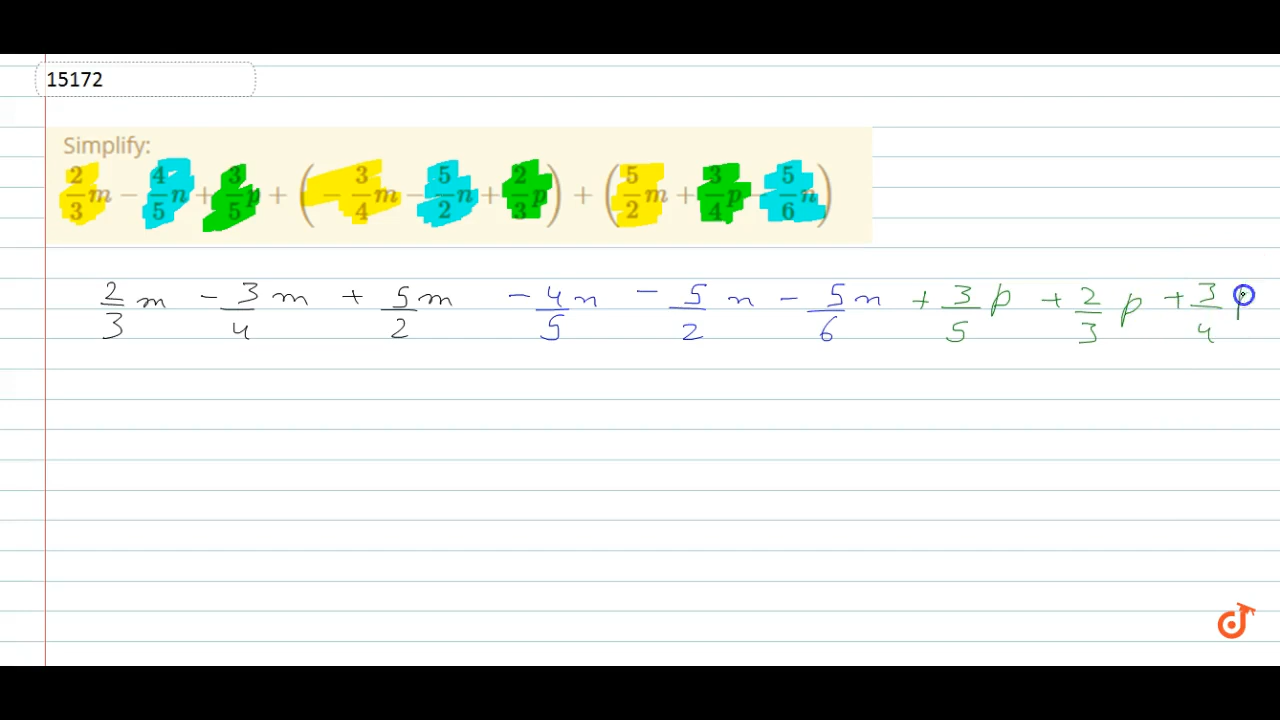 15172
Simplify:
2/3 m − 4/5 n + 3/5 p + ( − 3/4 m − 5/2 n + 2/3 p ) + ( 5/2 m + 3/4 p − 5/6 n )
2/3 m − 3/4 m + 5/2 m − 4/5 n − 5/2 n − 5/6 n + 3/5 p + 2/3 p + 3/4 p